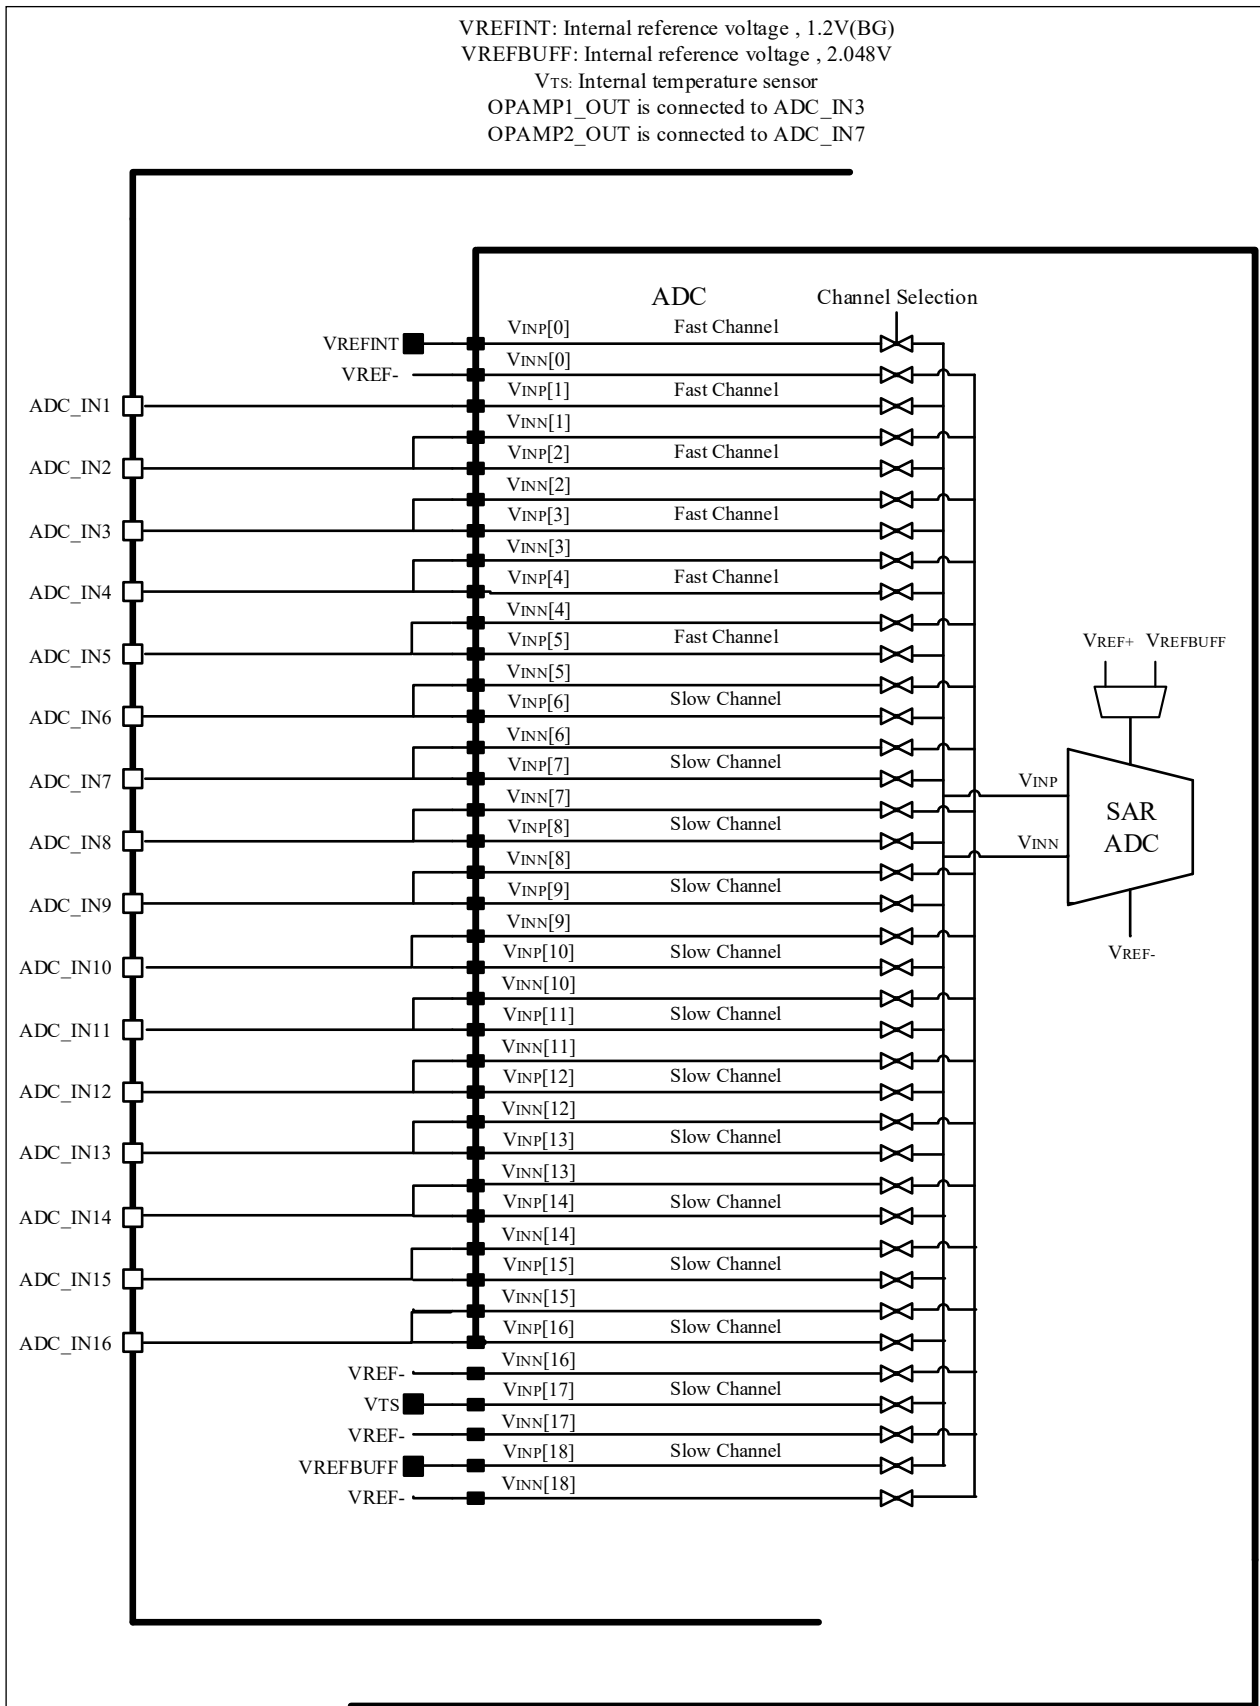 VREFINT: Internal reference voltage , 1.2V(BG)
VREFBUFF: Internal reference voltage , 2.048V
VTS: Internal temperature sensor
OPAMP1_OUT is connected to ADC_IN3
OPAMP2_OUT is connected to ADC_IN7
ADC Channel Selection
VREFINT VINP[0] Fast Channel
VREF- VINN[0]
ADC_IN1 VINP[1] Fast Channel
VINN[1]
ADC_IN2 VINP[2] Fast Channel
VINN[2]
ADC_IN3 VINP[3] Fast Channel
VINN[3]
ADC_IN4 VINP[4] Fast Channel
VINN[4]
ADC_IN5 VINP[5] Fast Channel
VREF+ VREFBUFF
VINN[5]
ADC_IN6 VINP[6] Slow Channel
VINN[6]
ADC_IN7 VINP[7] Slow Channel
VINP
VINN[7]
SAR
ADC
ADC_IN8 VINP[8] Slow Channel
VINN
VINN[8]
ADC_IN9 VINP[9] Slow Channel
VINN[9]
VREF-
ADC_IN10 VINP[10] Slow Channel
VINN[10]
ADC_IN11 VINP[11] Slow Channel
VINN[11]
ADC_IN12 VINP[12] Slow Channel
VINN[12]
ADC_IN13 VINP[13] Slow Channel
VINN[13]
ADC_IN14 VINP[14] Slow Channel
VINN[14]
ADC_IN15 VINP[15] Slow Channel
VINN[15]
ADC_IN16 VINP[16] Slow Channel
VREF- VINN[16]
VTS VINP[17] Slow Channel
VREF- VINN[17]
VREFBUFF VINP[18] Slow Channel
VREF- VINN[18]